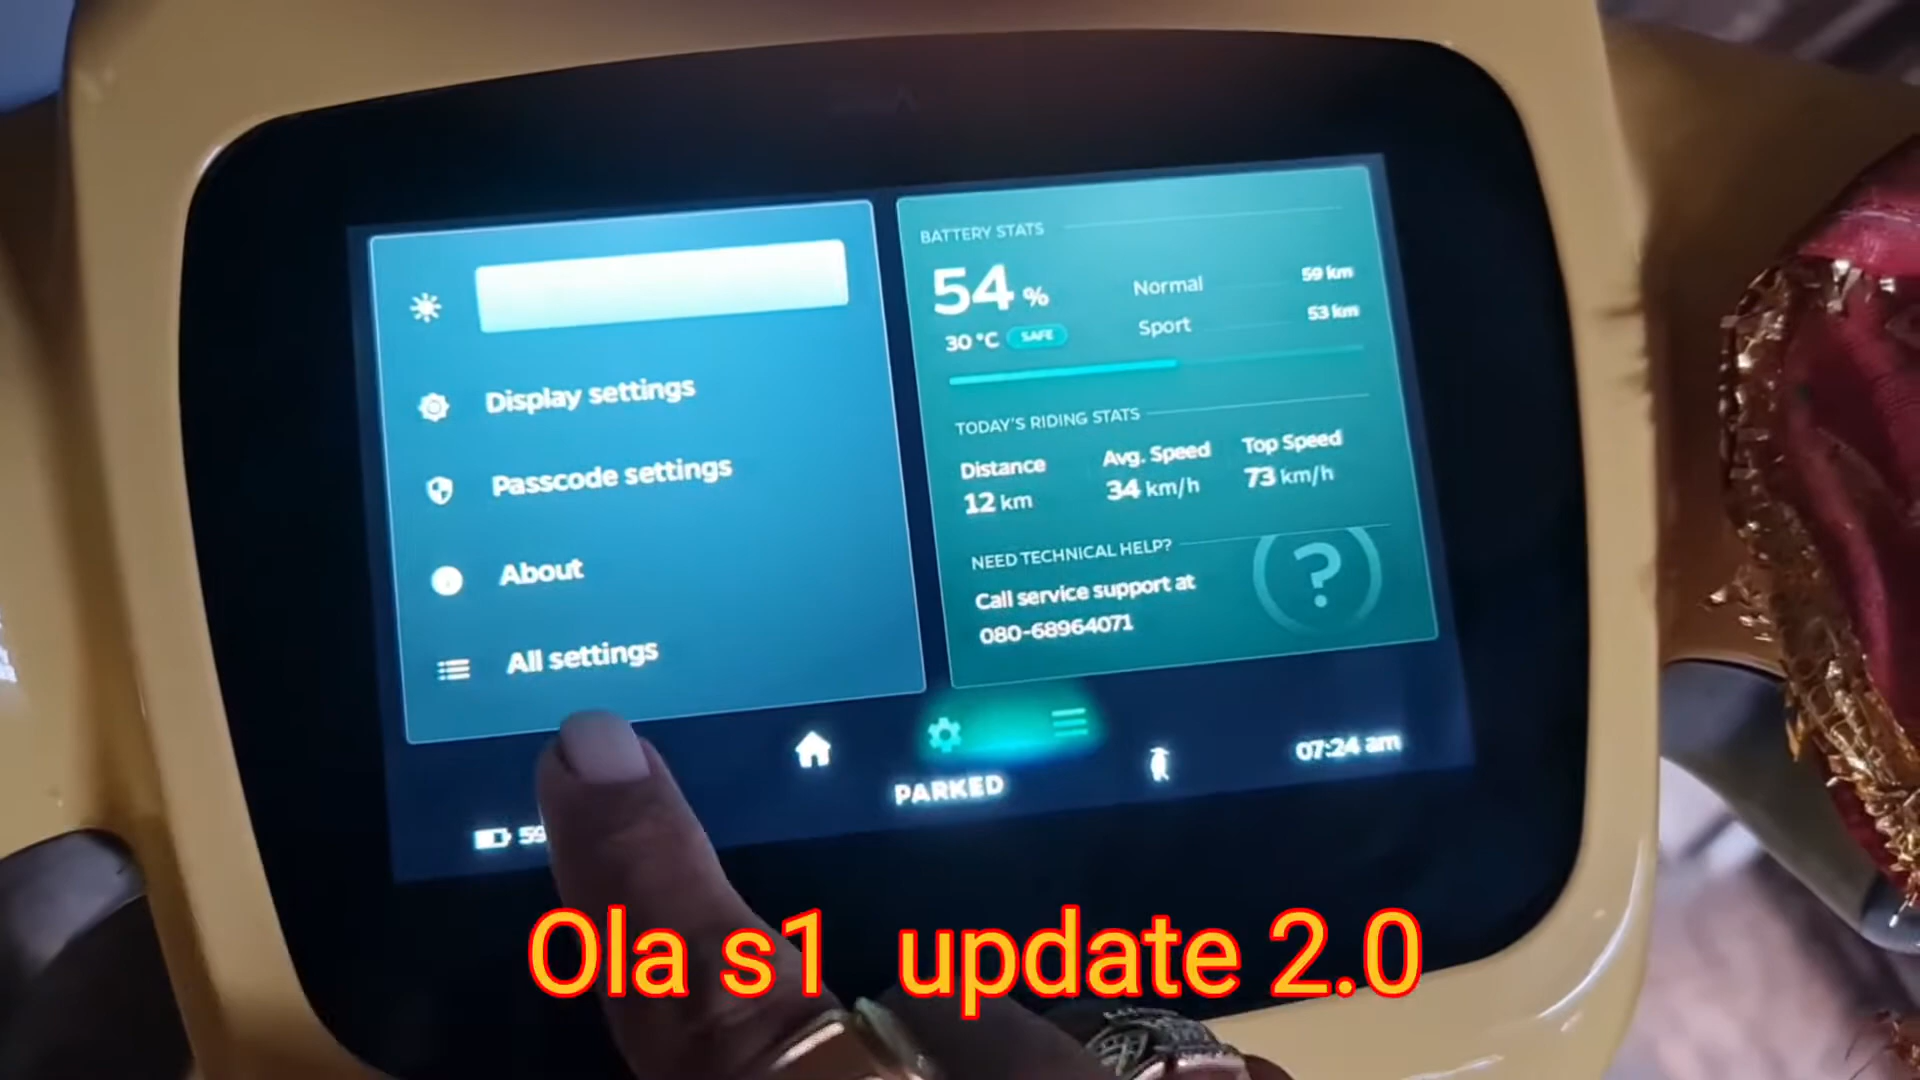 Display settings
Passcode settings
About
All settings
BATTERY STATS
54 %
30 °C SAFE
Normal 59 km
Sport 53 km
TODAY'S RIDING STATS
Distance
12 km
Avg. Speed
34 km/h
Top Speed
73 km/h
NEED TECHNICAL HELP?
Call service support at
080-68964071
?
PARKED
07:24 am
59
Ola s1 update 2.0